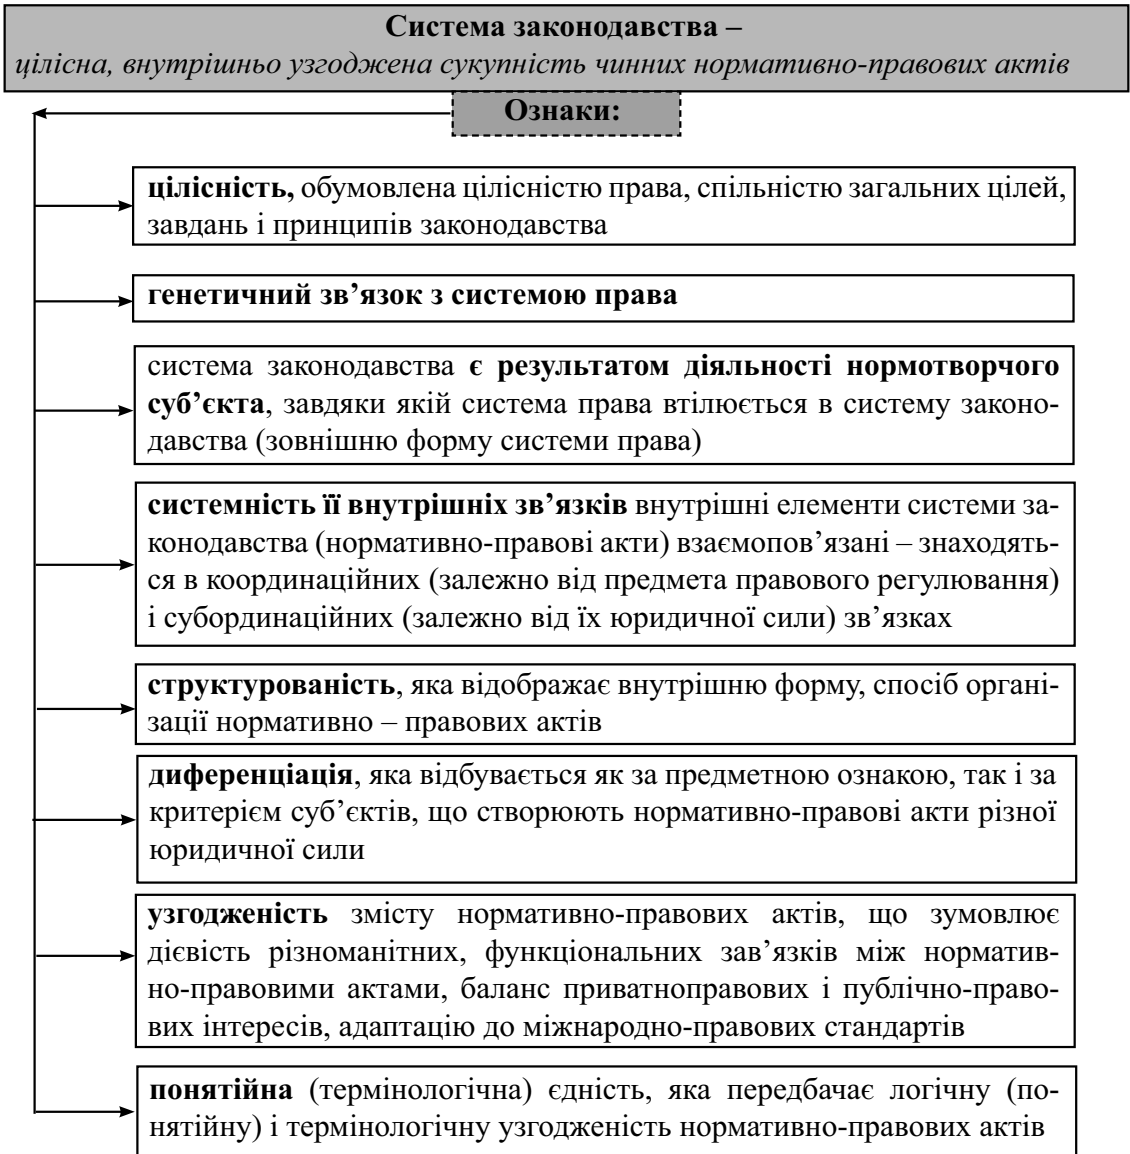 Система законодавства –
цілісна, внутрішньо узгоджена сукупність чинних нормативно-правових актів
Ознаки:
цілісність, обумовлена цілісністю права, спільністю загальних цілей,
завдань і принципів законодавства
генетичний зв’язок з системою права
система законодавства є результатом діяльності нормотворчого
суб’єкта, завдяки якій система права втілюється в систему законо-
давства (зовнішню форму системи права)
системність її внутрішніх зв’язків внутрішні елементи системи за-
конодавства (нормативно-правові акти) взаємопов’язані – знаходять-
ся в координаційних (залежно від предмета правового регулювання)
і субординаційних (залежно від їх юридичної сили) зв’язках
структурованість, яка відображає внутрішню форму, спосіб органі-
зації нормативно – правових актів
диференціація, яка відбувається як за предметною ознакою, так і за
критерієм суб’єктів, що створюють нормативно-правові акти різної
юридичної сили
узгодженість змісту нормативно-правових актів, що зумовлює
дієвість різноманітних, функціональних зав’язків між норматив-
но-правовими актами, баланс приватноправових і публічно-право-
вих інтересів, адаптацію до міжнародно-правових стандартів
понятійна (термінологічна) єдність, яка передбачає логічну (по-
нятійну) і термінологічну узгодженість нормативно-правових актів